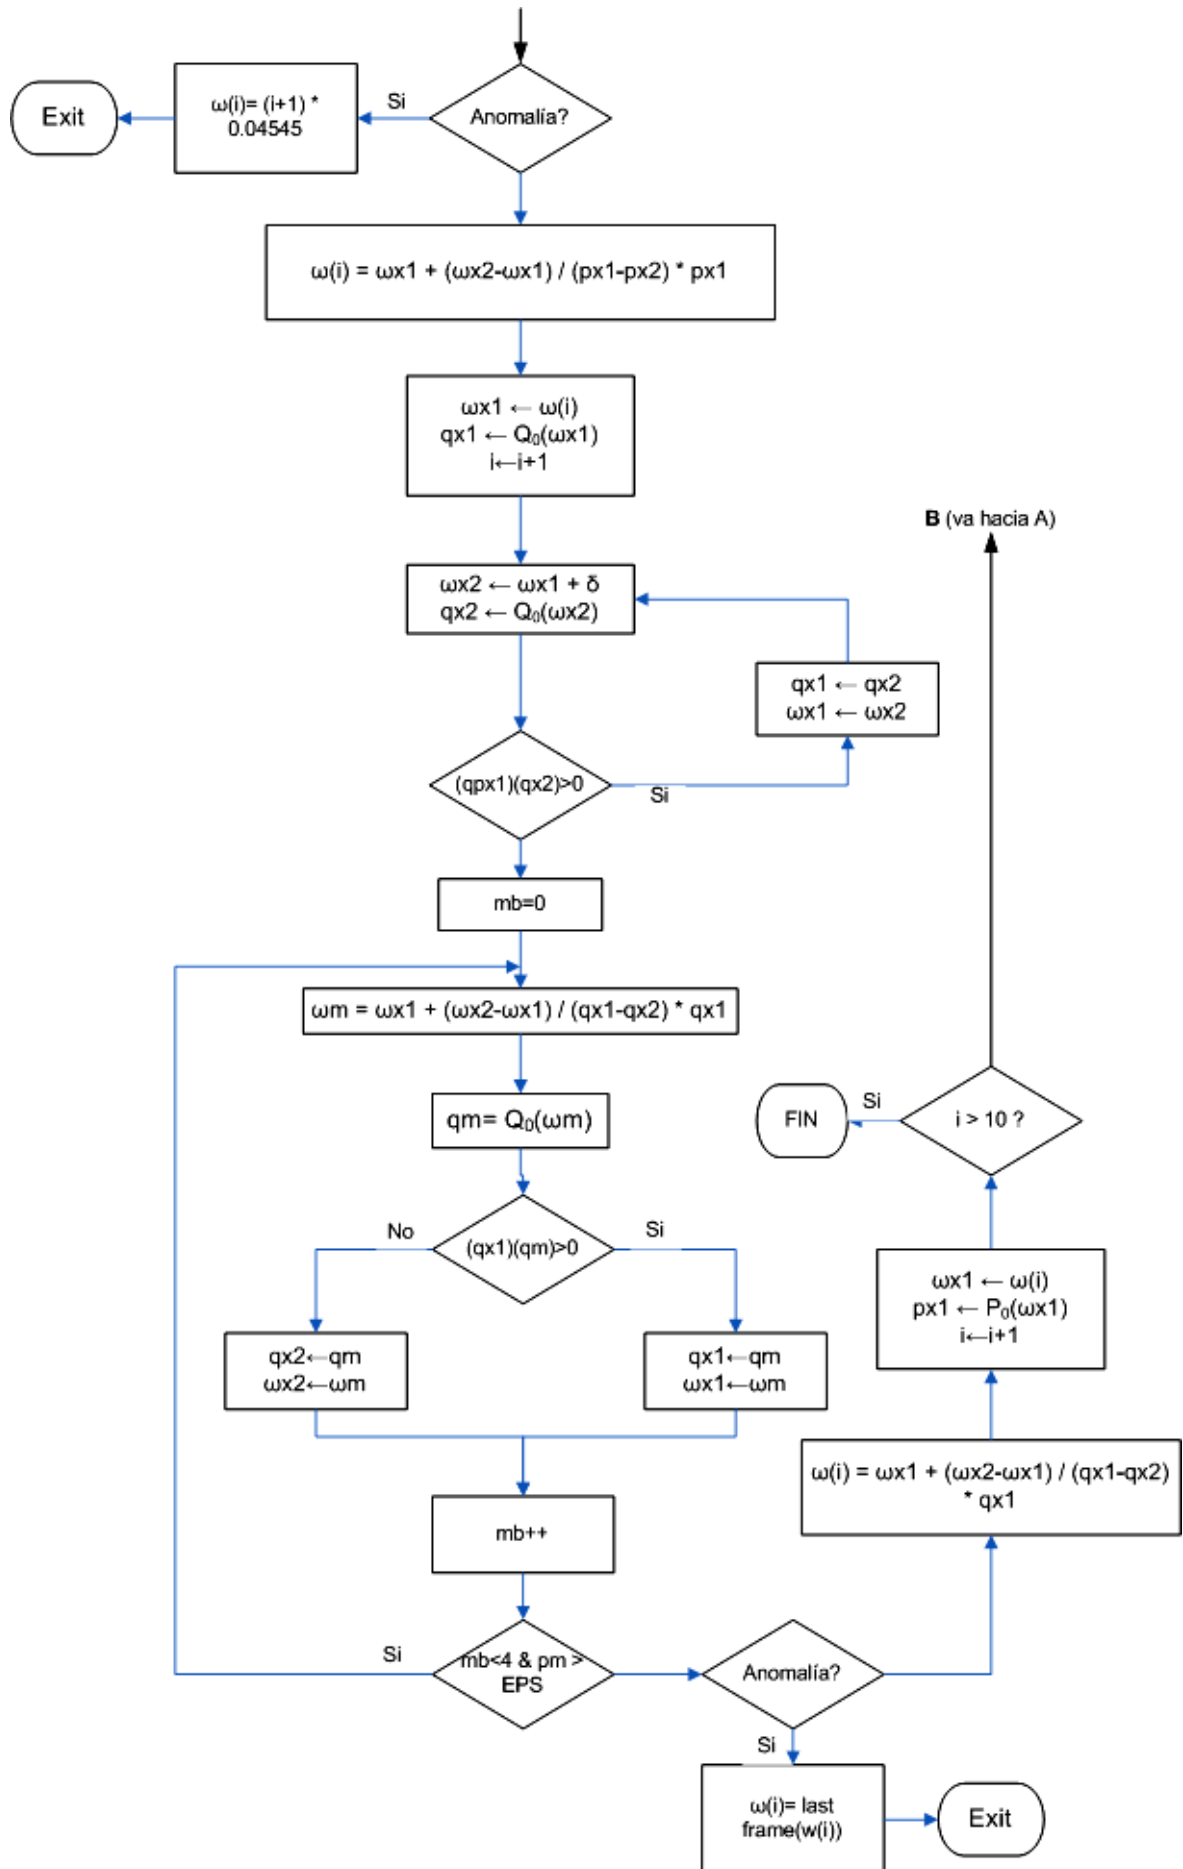 Anomalía?
Si
ω(i)= (i+1) *
0.04545
Exit
ω(i) = ωx1 + (ωx2-ωx1) / (px1-px2) * px1
ωx1 ← ω(i)
qx1 ← Q₀(ωx1)
i←i+1
B (va hacia A)
ωx2 ← ωx1 + δ
qx2 ← Q₀(ωx2)
qx1 ← qx2
ωx1 ← ωx2
(qpx1)(qx2)>0
Si
mb=0
ωm = ωx1 + (ωx2-ωx1) / (qx1-qx2) * qx1
qm= Q₀(ωm)
(qx1)(qm)>0
No
Si
qx2←qm
ωx2←ωm
qx1←qm
ωx1←ωm
mb++
mb<4 & pm >
EPS
Si
Anomalía?
Si
ω(i)= last
frame(w(i))
Exit
ω(i) = ωx1 + (ωx2-ωx1) / (qx1-qx2)
* qx1
ωx1 ← ω(i)
px1 ← P₀(ωx1)
i←i+1
i > 10 ?
Si
FIN